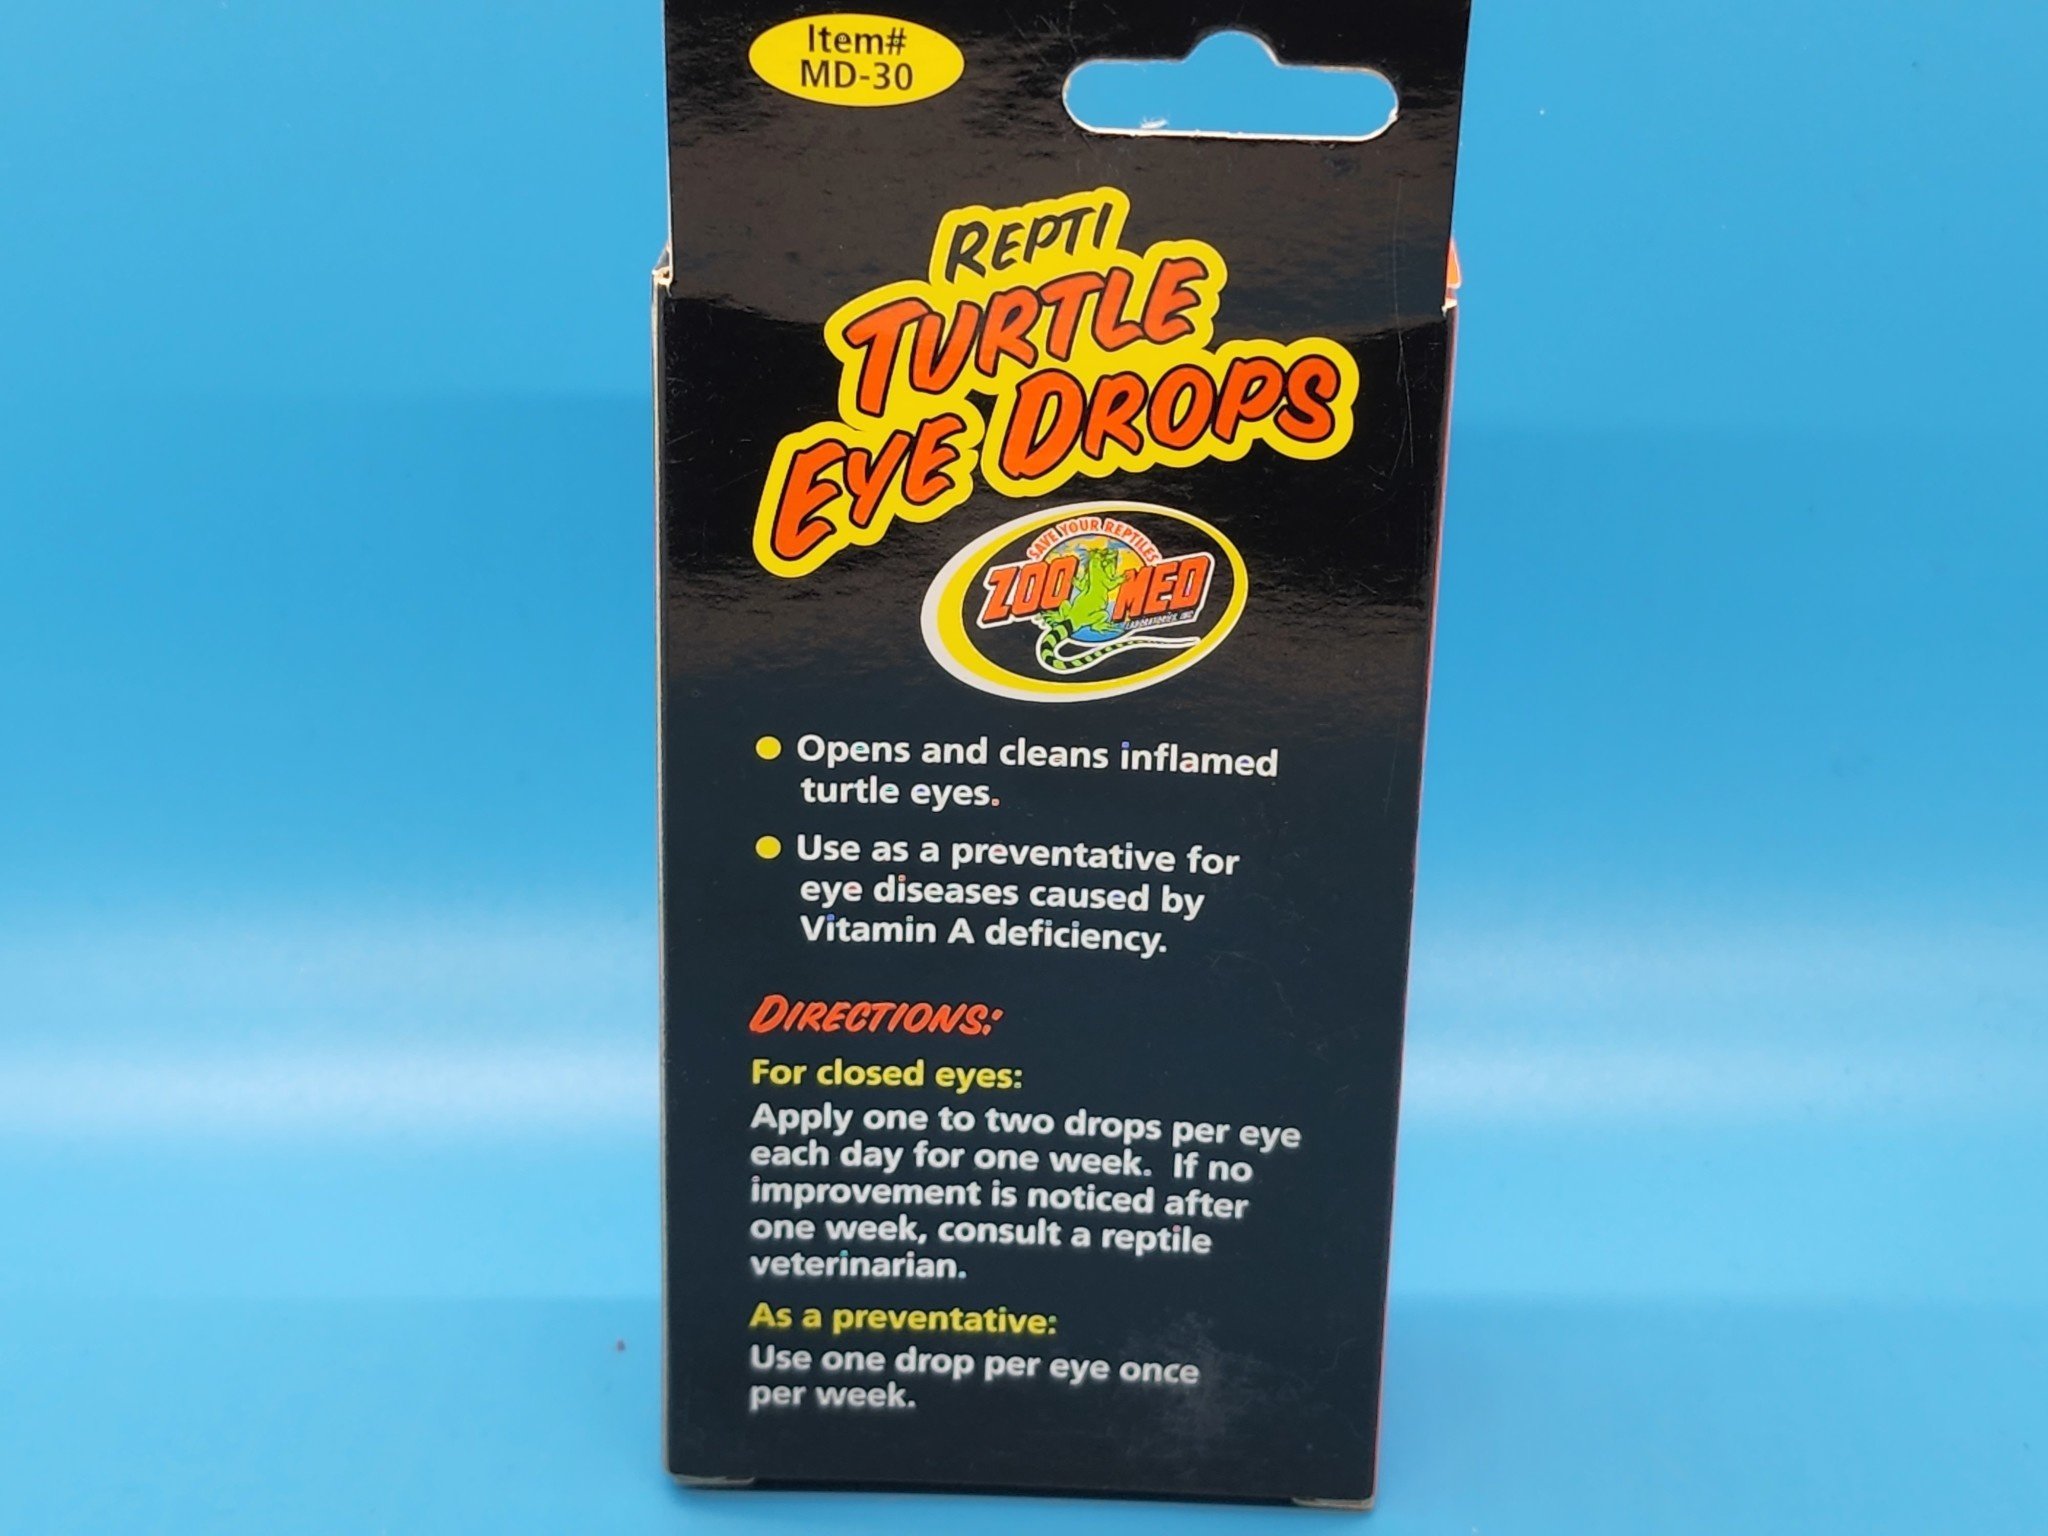 Item#
MD-30
REPTI
TURTLE
EYE DROPS
SAVE YOUR REPTILES
ZOO MED
LABORATORIES, INC.
Opens and cleans inflamed
turtle eyes.
Use as a preventative for
eye diseases caused by
Vitamin A deficiency.
DIRECTIONS:
For closed eyes:
Apply one to two drops per eye
each day for one week. If no
improvement is noticed after
one week, consult a reptile
veterinarian.
As a preventative:
Use one drop per eye once
per week.